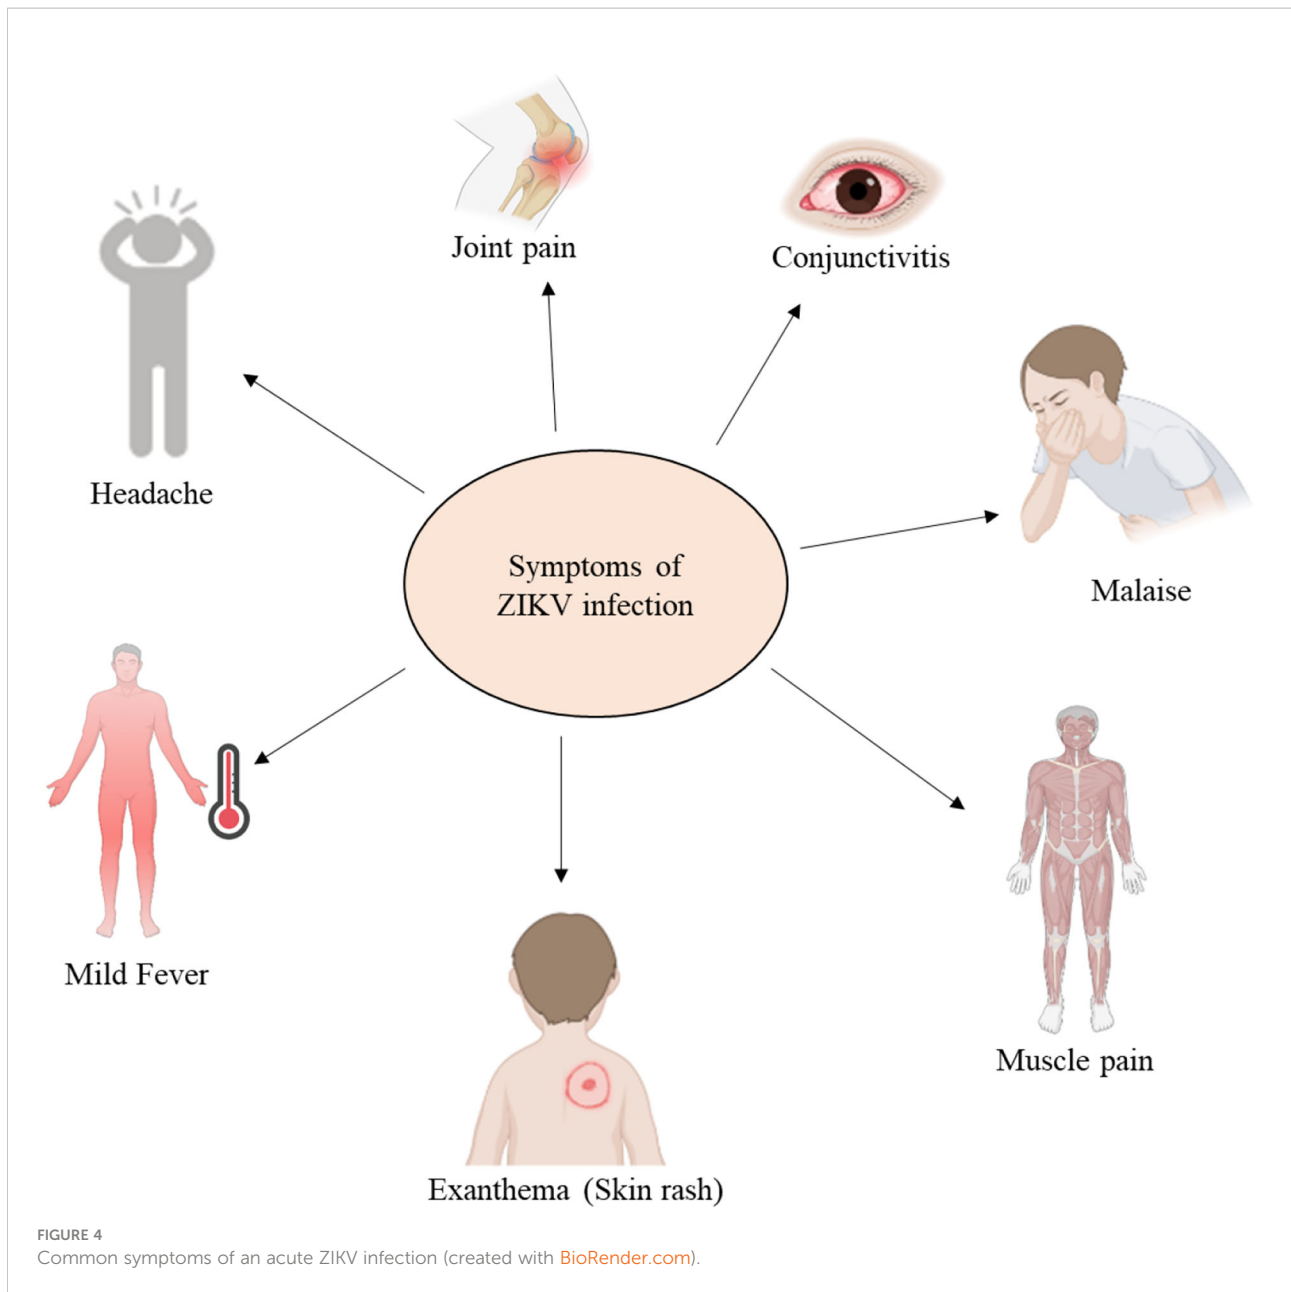 Joint pain
Conjunctivitis
Headache
Malaise
Symptoms of
ZIKV infection
Mild Fever
Muscle pain
Exanthema (Skin rash)
FIGURE 4
Common symptoms of an acute ZIKV infection (created with BioRender.com).